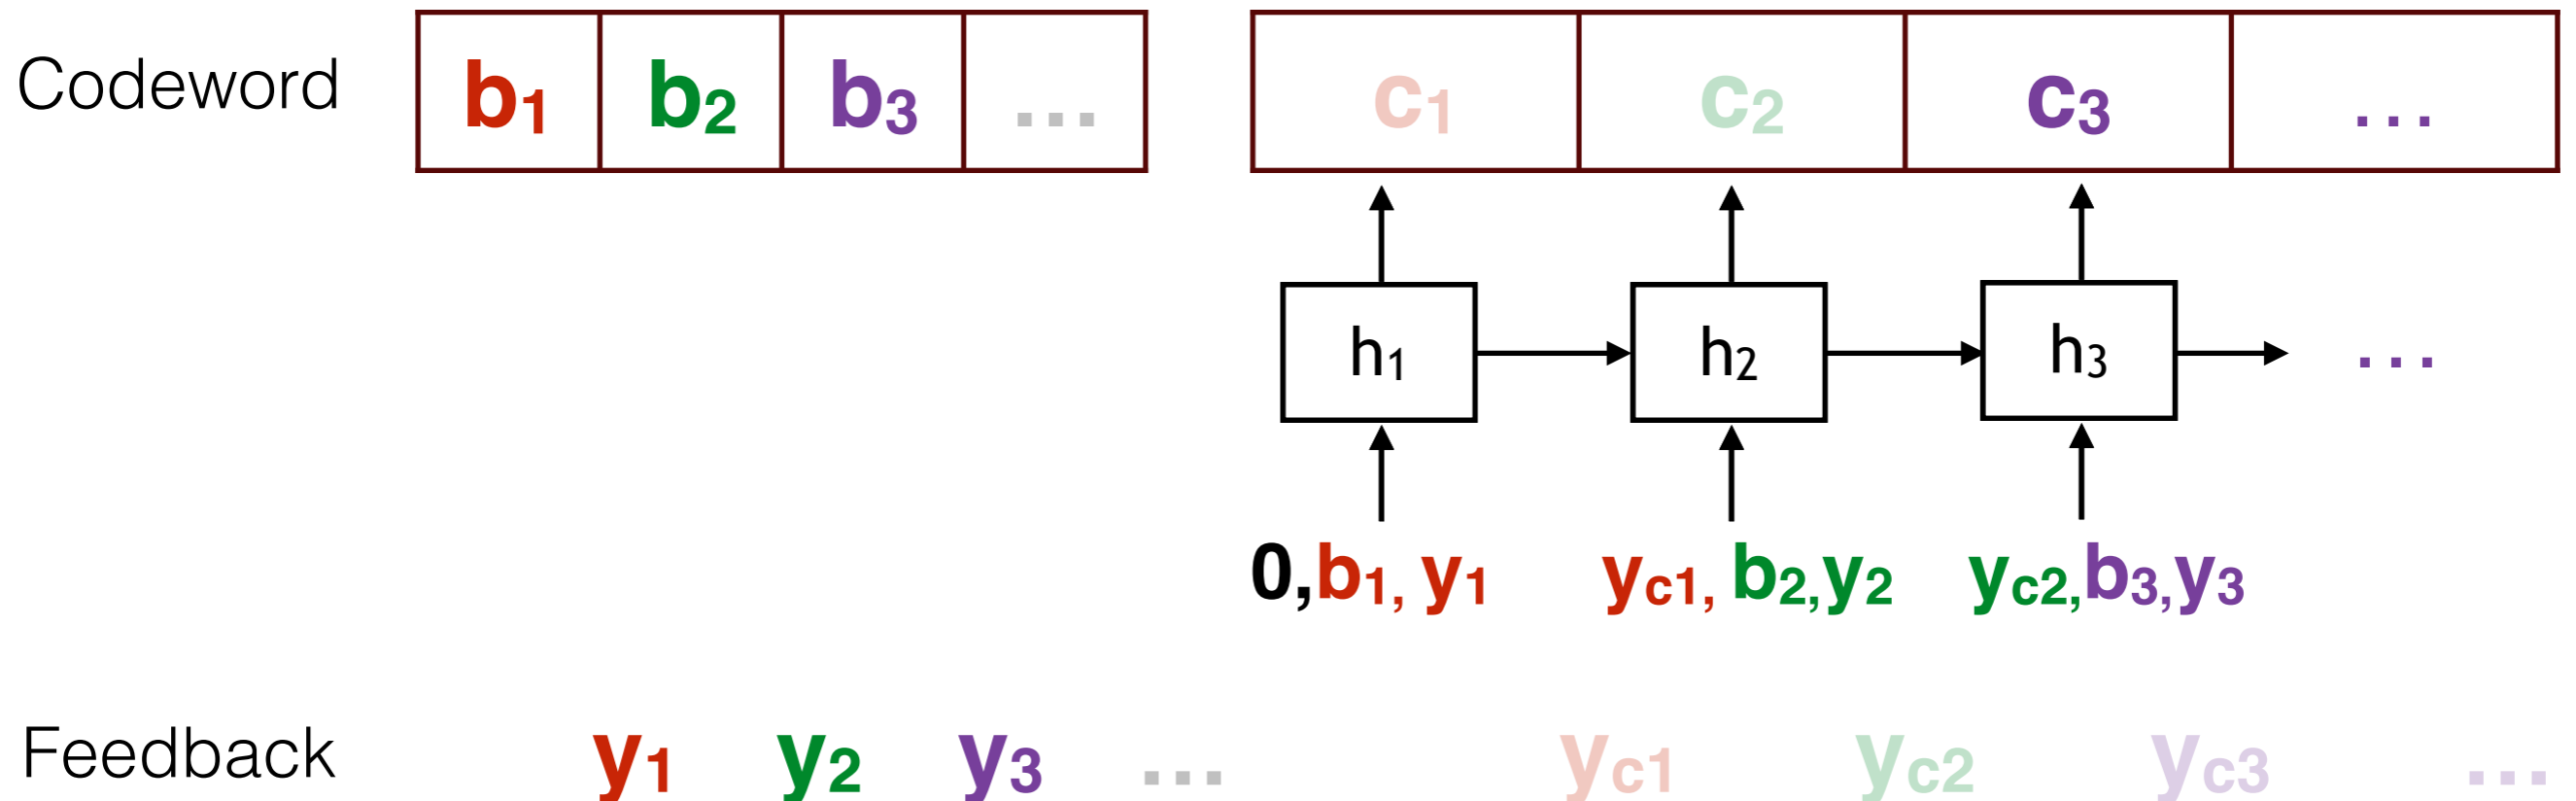 Codeword b1 b2 b3 ... c1 c2 c3 ...
h1 h2 h3 ...
0,b1, y1 yc1, b2,y2 yc2,b3,y3
Feedback y1 y2 y3 ... yc1 yc2 yc3 ...